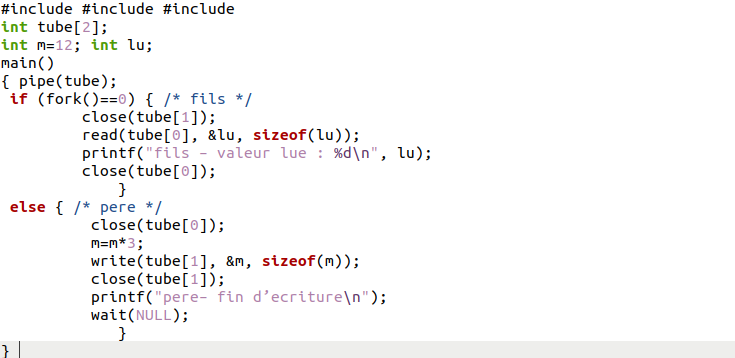 #include #include #include
int tube[2];
int m=12; int lu;
main()
{ pipe(tube);
if (fork()==0) { /* fils */
close(tube[1]);
read(tube[0], &lu, sizeof(lu));
printf("fils - valeur lue : %d\n", lu);
close(tube[0]);
}
else { /* pere */
close(tube[0]);
m=m*3;
write(tube[1], &m, sizeof(m));
close(tube[1]);
printf("pere- fin d’ecriture\n");
wait(NULL);
}
}